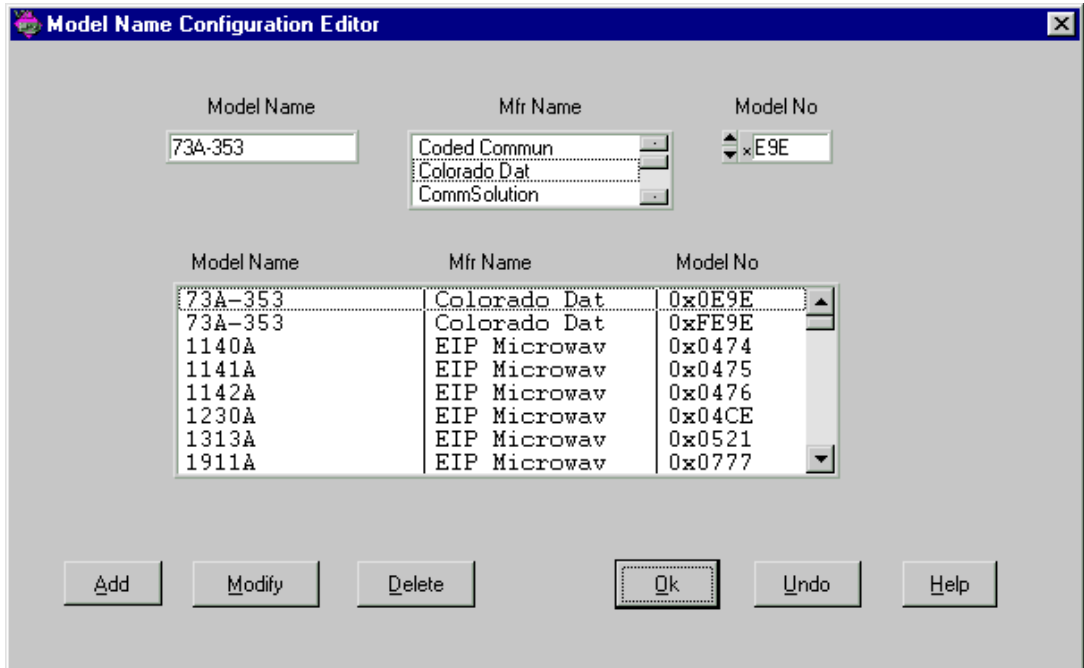 Model Name Configuration Editor
Model Name Mfr Name Model No
73A-353
Coded Commun
Colorado Dat
CommSolution
x E9E
Model Name Mfr Name Model No
73A-353 | Colorado Dat | 0x0E9E
73A-353 | Colorado Dat | 0xFE9E
1140A | EIP Microwav | 0x0474
1141A | EIP Microwav | 0x0475
1142A | EIP Microwav | 0x0476
1230A | EIP Microwav | 0x04CE
1313A | EIP Microwav | 0x0521
1911A | EIP Microwav | 0x0777
Add Modify Delete Ok Undo Help